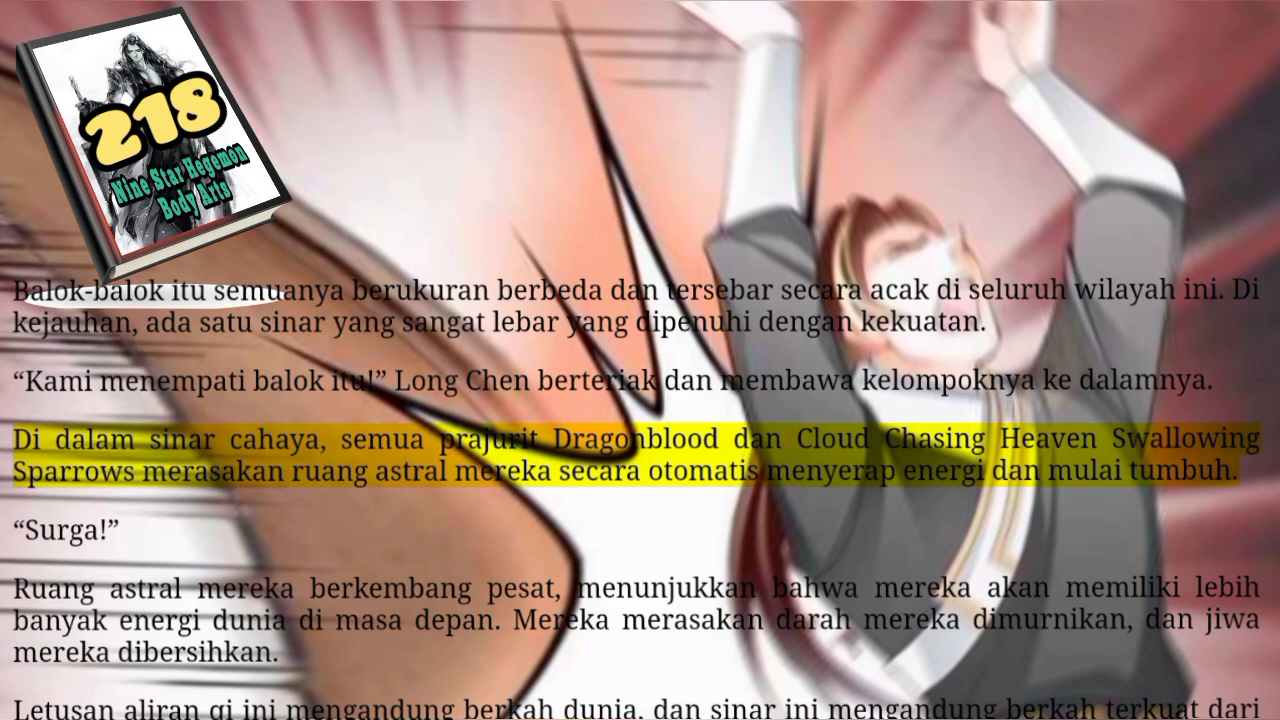 218
Nine Star Hegemon
Body Arts
Balok-balok itu semuanya berukuran berbeda dan tersebar secara acak di seluruh wilayah ini. Di
kejauhan, ada satu sinar yang sangat lebar yang dipenuhi dengan kekuatan.
“Kami menempati balok itu!” Long Chen berteriak dan membawa kelompoknya ke dalamnya.
Di dalam sinar cahaya, semua prajurit Dragonblood dan Cloud Chasing Heaven Swallowing
Sparrows merasakan ruang astral mereka secara otomatis menyerap energi dan mulai tumbuh.
“Surga!”
Ruang astral mereka berkembang pesat, menunjukkan bahwa mereka akan memiliki lebih
banyak energi dunia di masa depan. Mereka merasakan darah mereka dimurnikan, dan jiwa
mereka dibersihkan.
Letusan aliran qi ini mengandung berkah dunia, dan sinar ini mengandung berkah terkuat dari